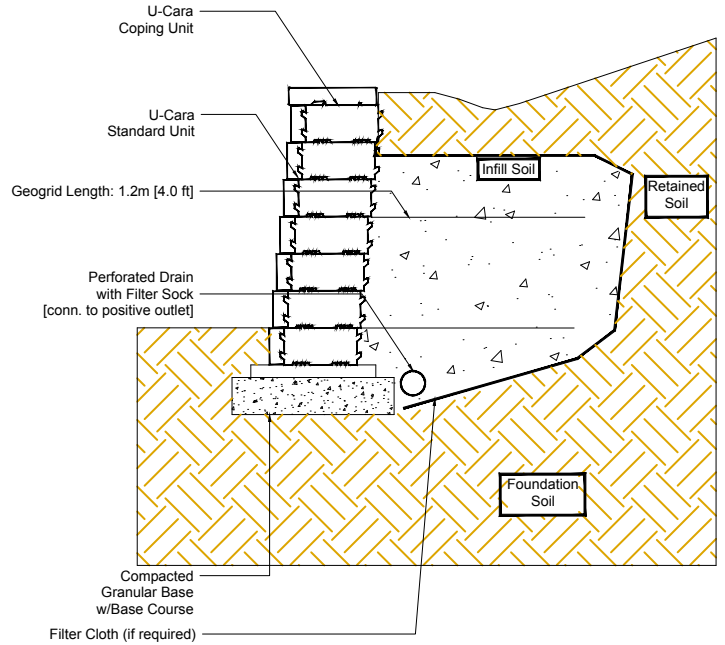 U-Cara
Coping Unit
U-Cara
Standard Unit
Infill Soil
Geogrid Length: 1.2m [4.0 ft]
Retained
Soil
Perforated Drain
with Filter Sock
[conn. to positive outlet]
Foundation
Soil
Compacted
Granular Base
w/Base Course
Filter Cloth (if required)